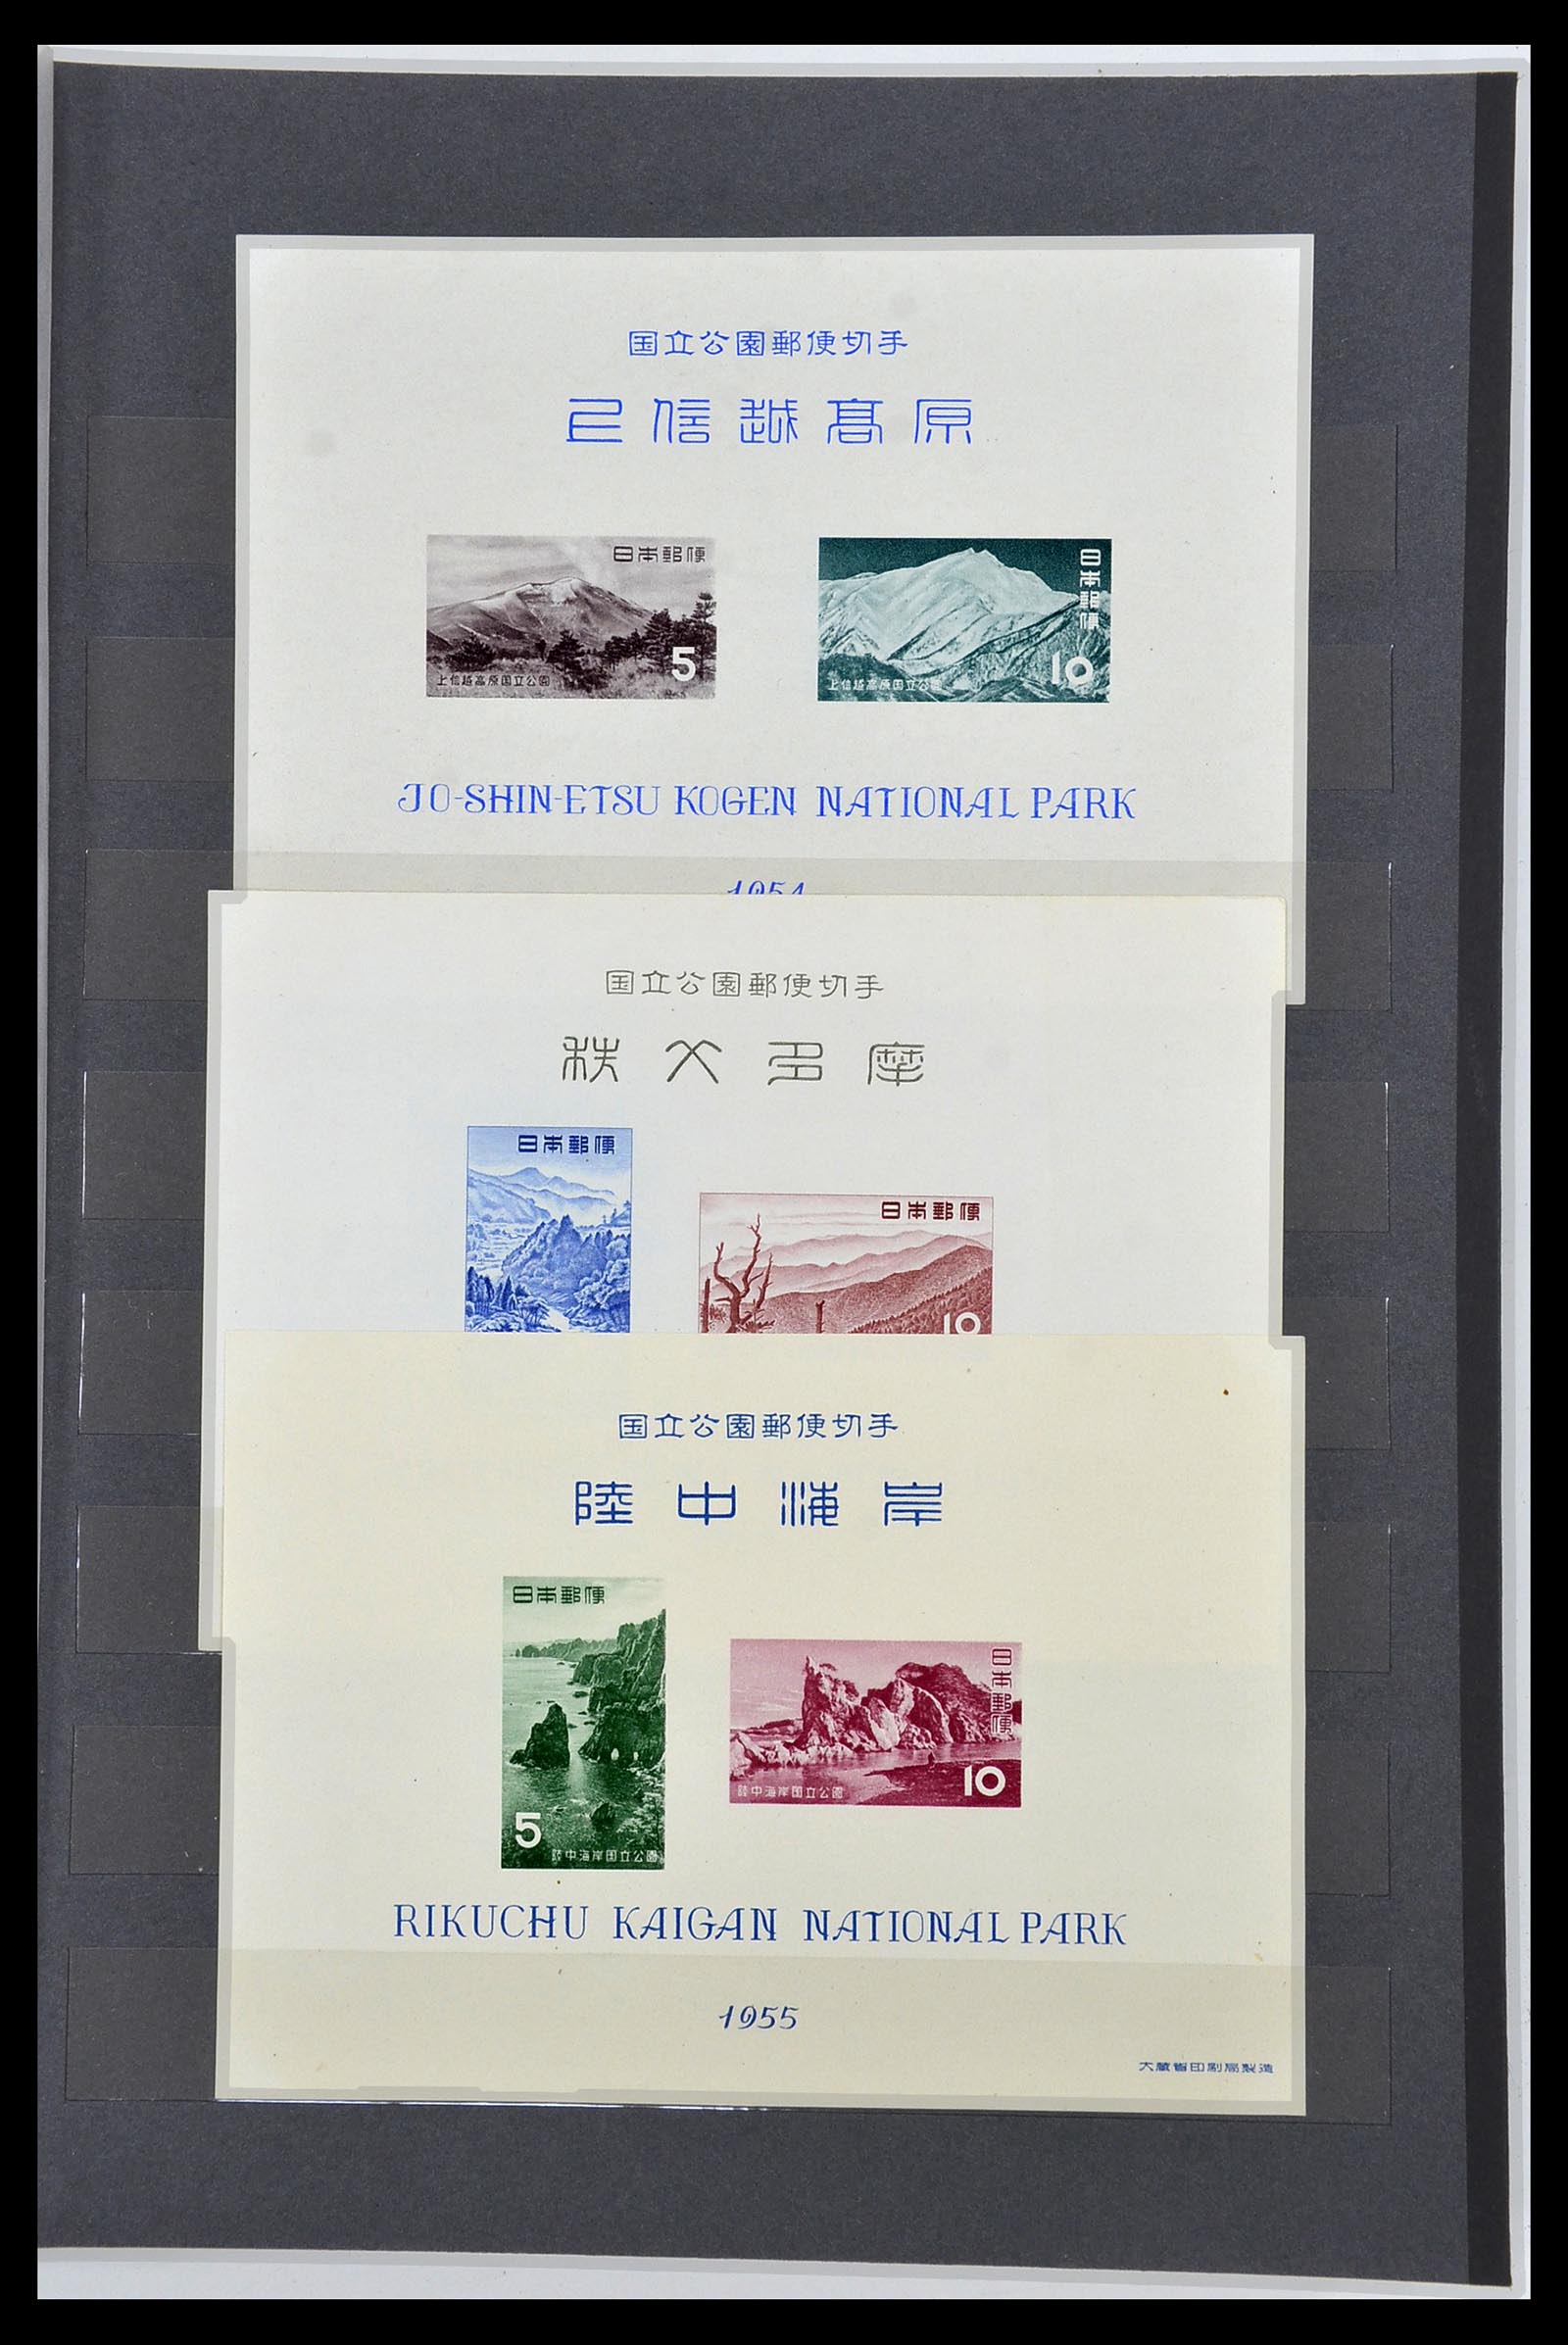 国立公園郵便切手
上信越高原
日本郵便
5
上信越高原国立公園
日本郵便
10
上信越高原国立公園
JO-SHIN-ETSU KOGEN NATIONAL PARK
1954
国立公園郵便切手
秩父多摩
日本郵便
日本郵便
10
国立公園郵便切手
陸中海岸
日本郵便
5
陸中海岸国立公園
日本郵便
10
陸中海岸国立公園
RIKUCHU KAIGAN NATIONAL PARK
1955
大蔵省印刷局製造